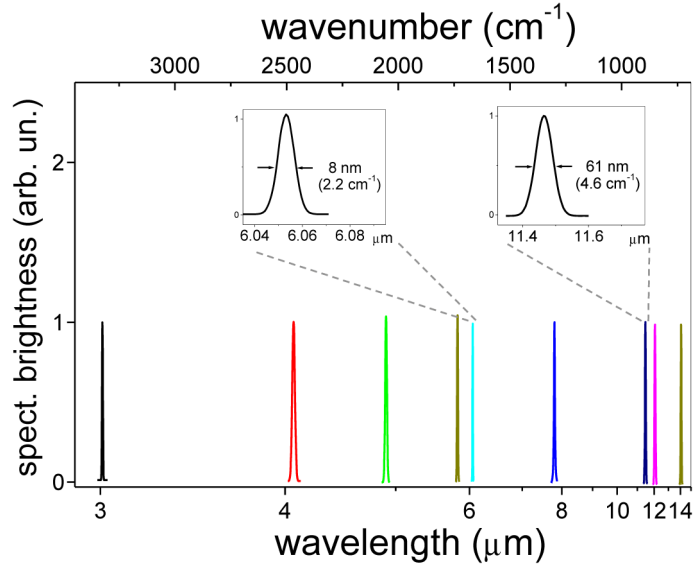 wavenumber (cm⁻¹)
3000 2500 2000 1500 1000
spect. brightness (arb. un.)
2
1
0
1
0
8 nm
(2.2 cm⁻¹)
6.04 6.06 6.08 μm
1
0
61 nm
(4.6 cm⁻¹)
11.4 11.6 μm
3 4 6 8 10 12 14
wavelength (μm)